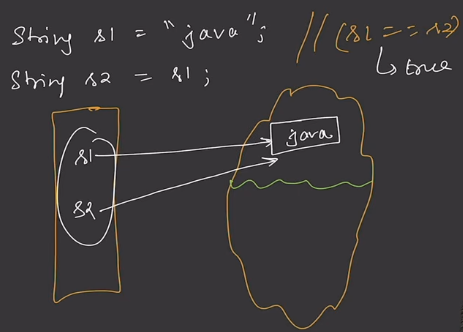 String s1 = "java"; // (s1 == s2)
↳ true
String s2 = s1;
s1
java
s2